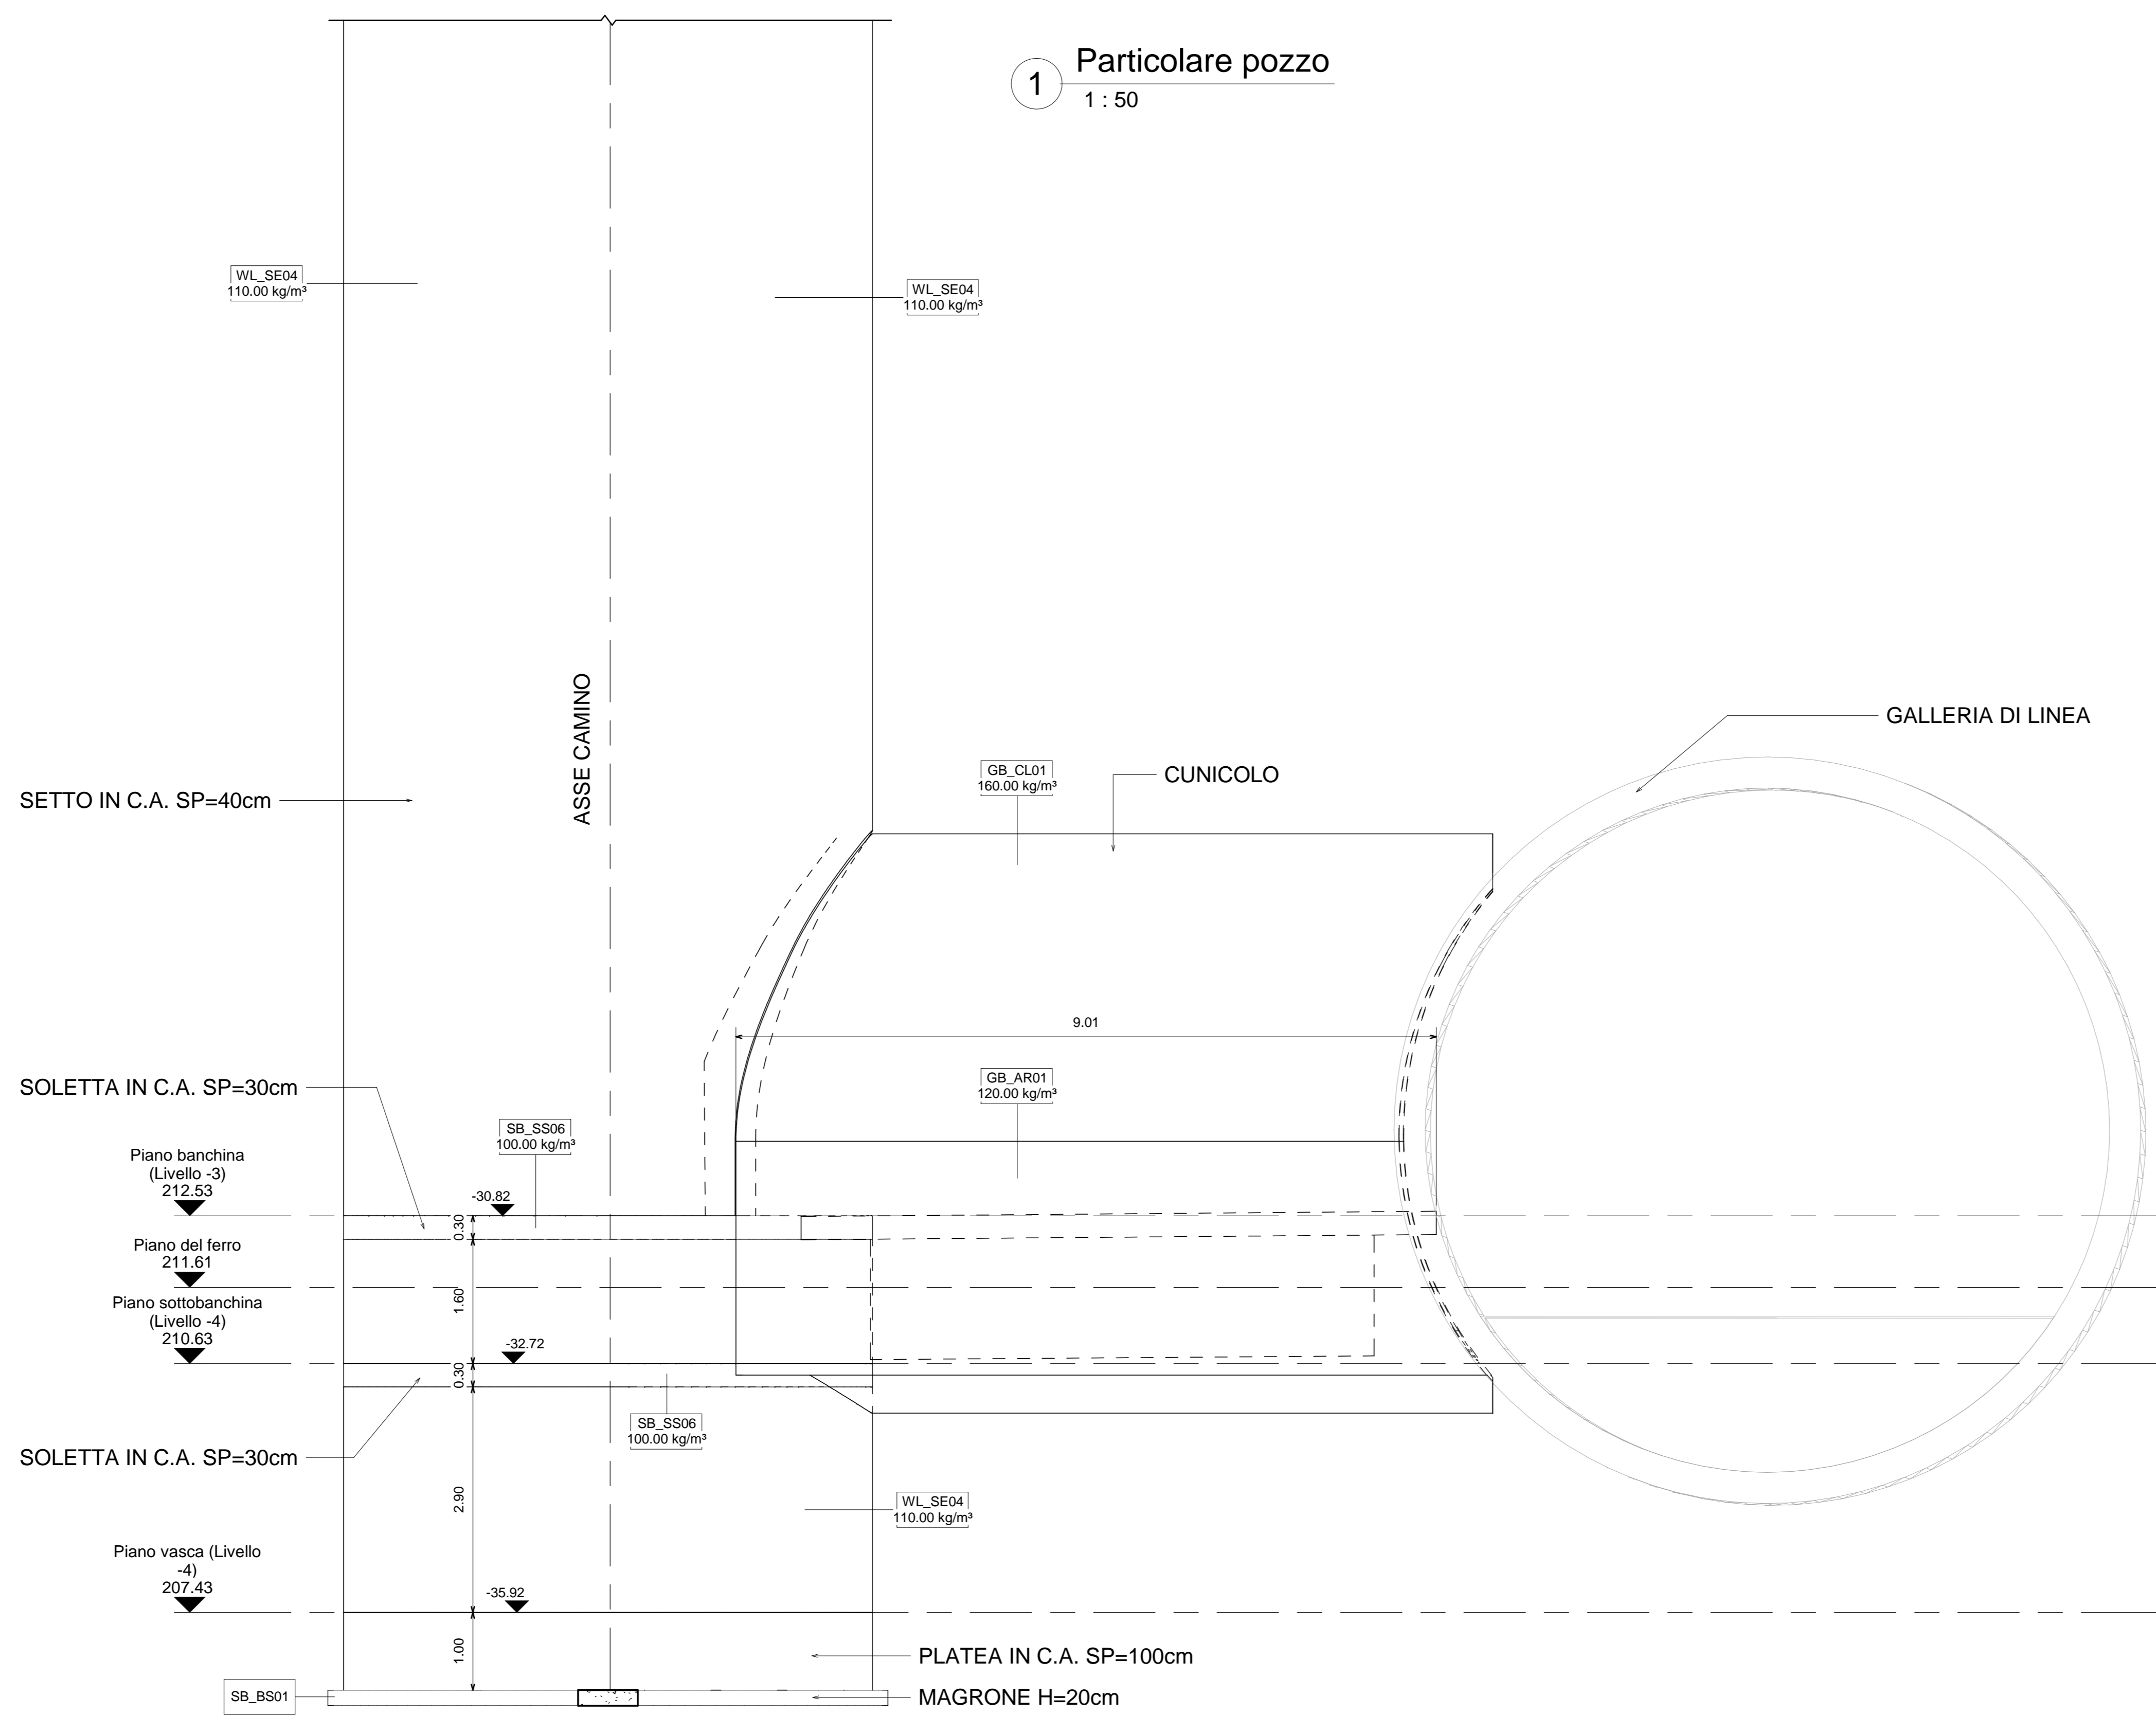 1
Particolare pozzo
1 : 50
WL_SE04
110.00 kg/m³
WL_SE04
110.00 kg/m³
ASSE CAMINO
GALLERIA DI LINEA
GB_CL01
160.00 kg/m³
CUNICOLO
SETTO IN C.A. SP=40cm
9.01
SOLETTA IN C.A. SP=30cm
GB_AR01
120.00 kg/m³
SB_SS06
100.00 kg/m³
Piano banchina
(Livello -3)
212.53
-30.82
0.30
Piano del ferro
211.61
1.60
Piano sottobanchina
(Livello -4)
210.63
-32.72
0.30
SB_SS06
100.00 kg/m³
SOLETTA IN C.A. SP=30cm
2.90
WL_SE04
110.00 kg/m³
Piano vasca (Livello
-4)
207.43
-35.92
1.00
PLATEA IN C.A. SP=100cm
SB_BS01
MAGRONE H=20cm